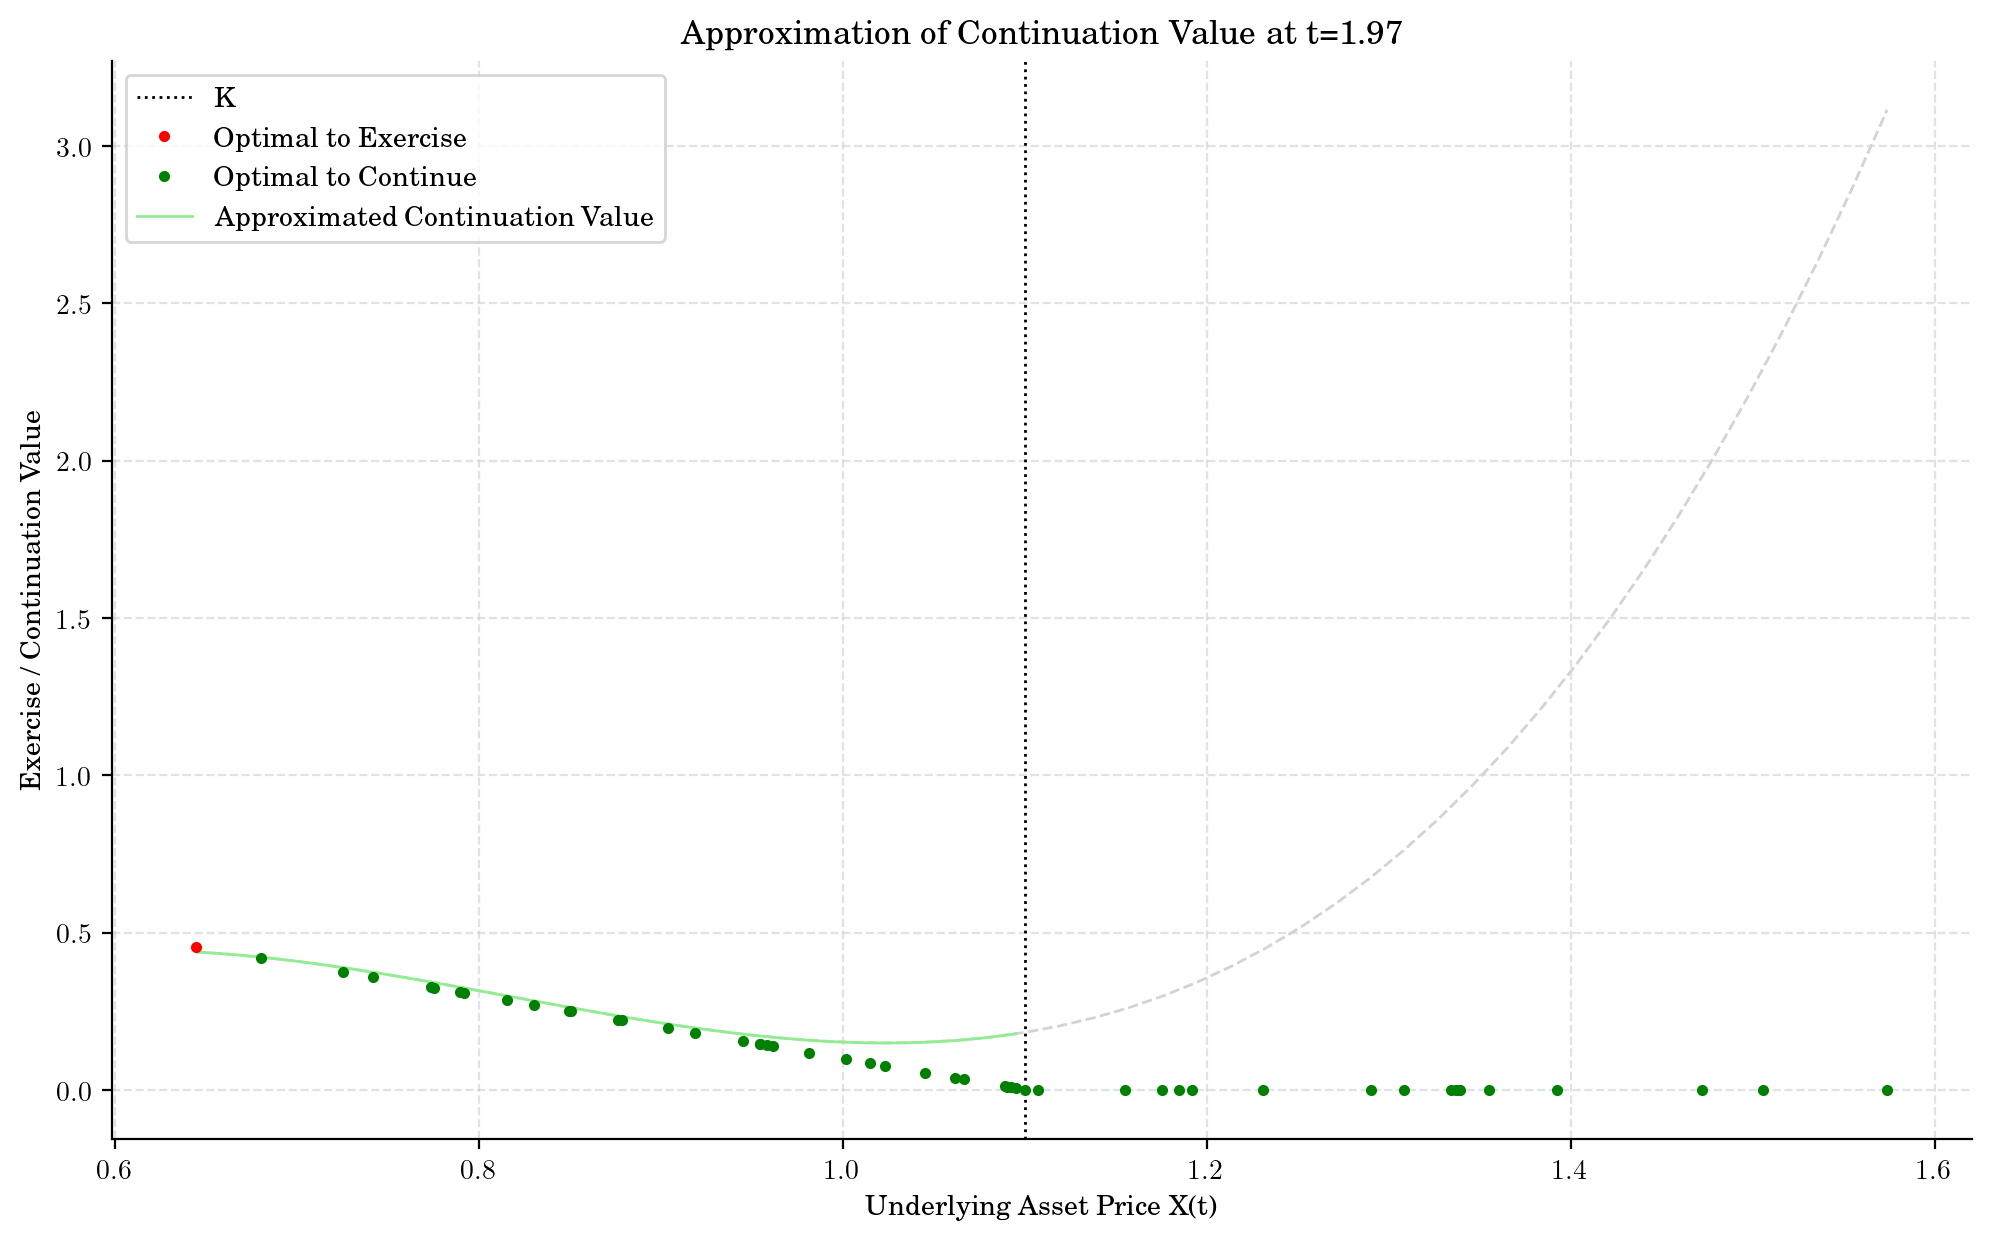 Approximation of Continuation Value at t=1.97
K
Optimal to Exercise
Optimal to Continue
Approximated Continuation Value
Exercise / Continuation Value
3.0
2.5
2.0
1.5
1.0
0.5
0.0
0.6 0.8 1.0 1.2 1.4 1.6
Underlying Asset Price X(t)